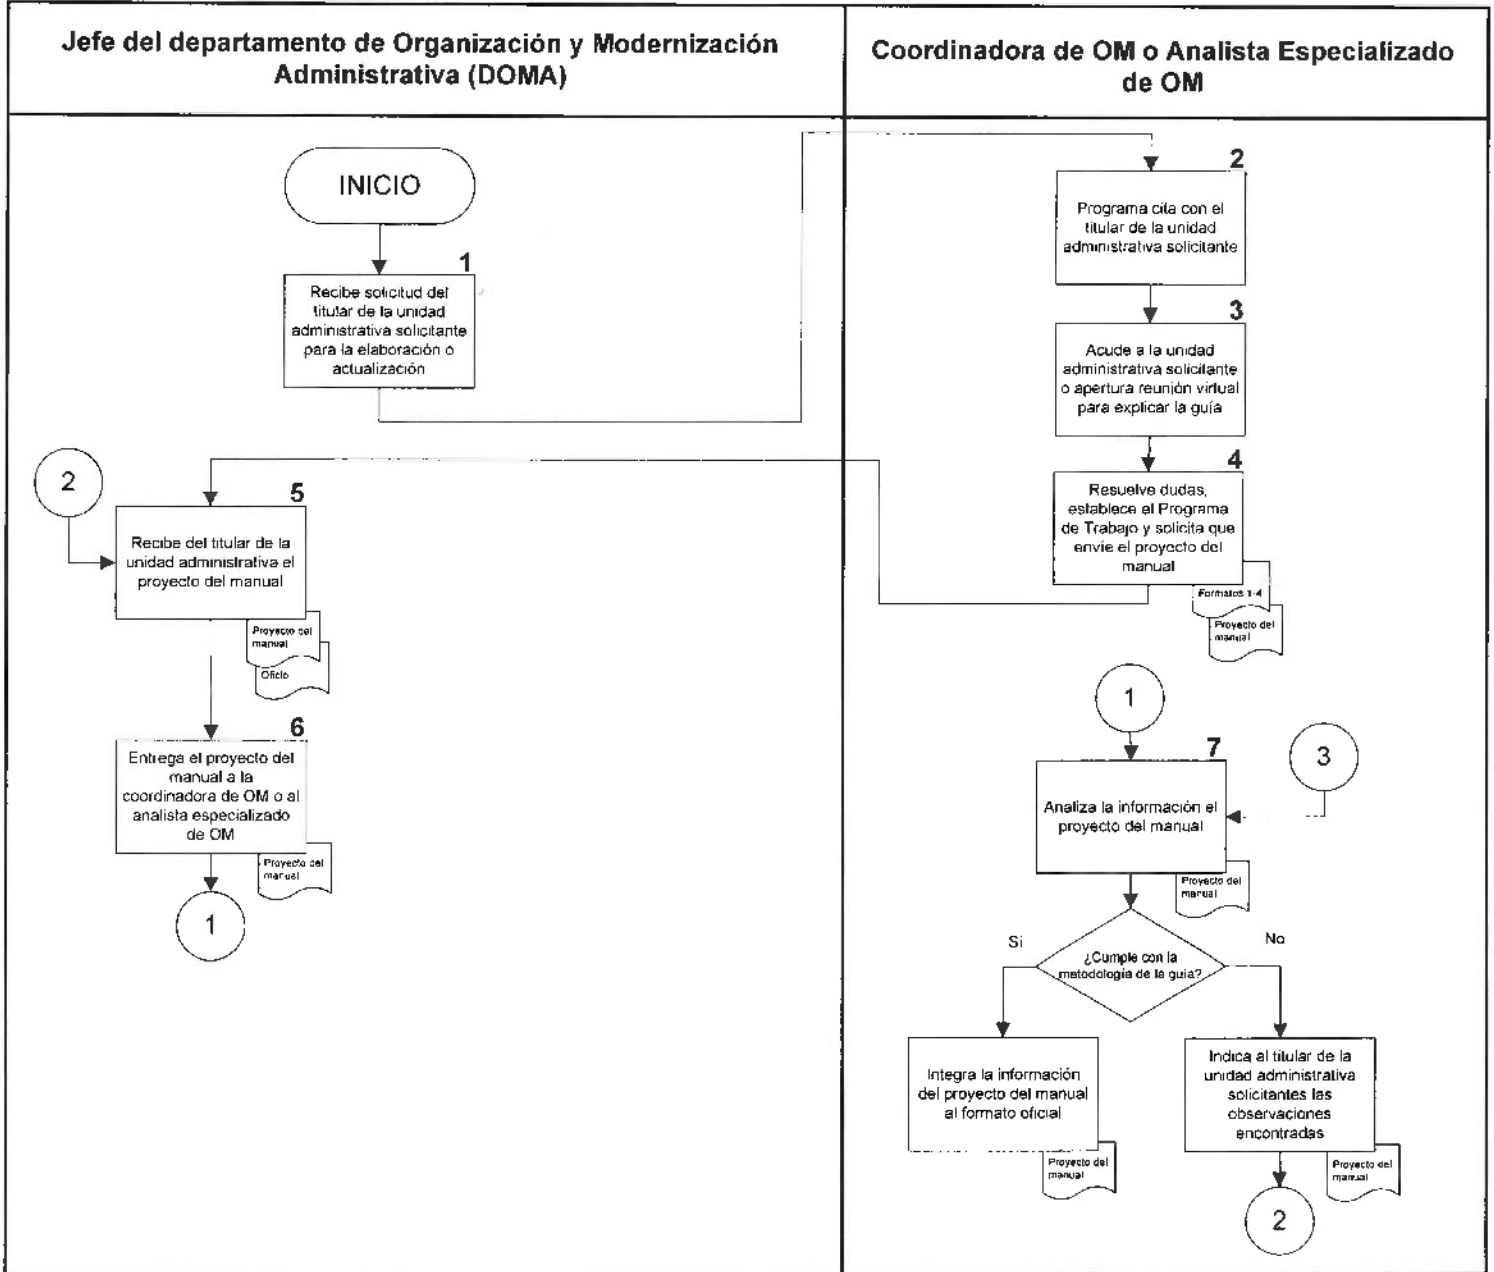 Jefe del departamento de Organización y Modernización
Administrativa (DOMA)
Coordinadora de OM o Analista Especializado
de OM
INICIO
1
Recibe solicitud del
titular de la unidad
administrativa solicitante
para la elaboración o
actualización
2
Programa cita con el
titular de la unidad
administrativa solicitante
3
Acude a la unidad
administrativa solicitante
o apertura reunión virtual
para explicar la guía
4
Resuelve dudas,
establece el Programa
de Trabajo y solicita que
envíe el proyecto del
manual
Formatos 1-4
Proyecto del
manual
2
5
Recibe del titular de la
unidad administrativa el
proyecto del manual
Proyecto del
manual
Oficio
6
Entrega el proyecto del
manual a la
coordinadora de OM o al
analista especializado
de OM
Proyecto del
manual
1
1
7
3
Analiza la información el
proyecto del manual
Proyecto del
manual
¿Cumple con la
metodología de la guía?
Si
No
Integra la información
del proyecto del manual
al formato oficial
Proyecto del
manual
Indica al titular de la
unidad administrativa
solicitantes las
observaciones
encontradas
Proyecto del
manual
2